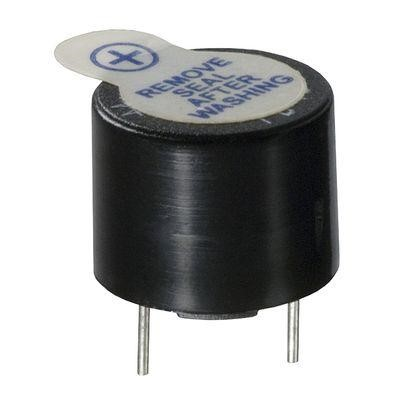 +
REMOVE
SEAL
AFTER
WASHING